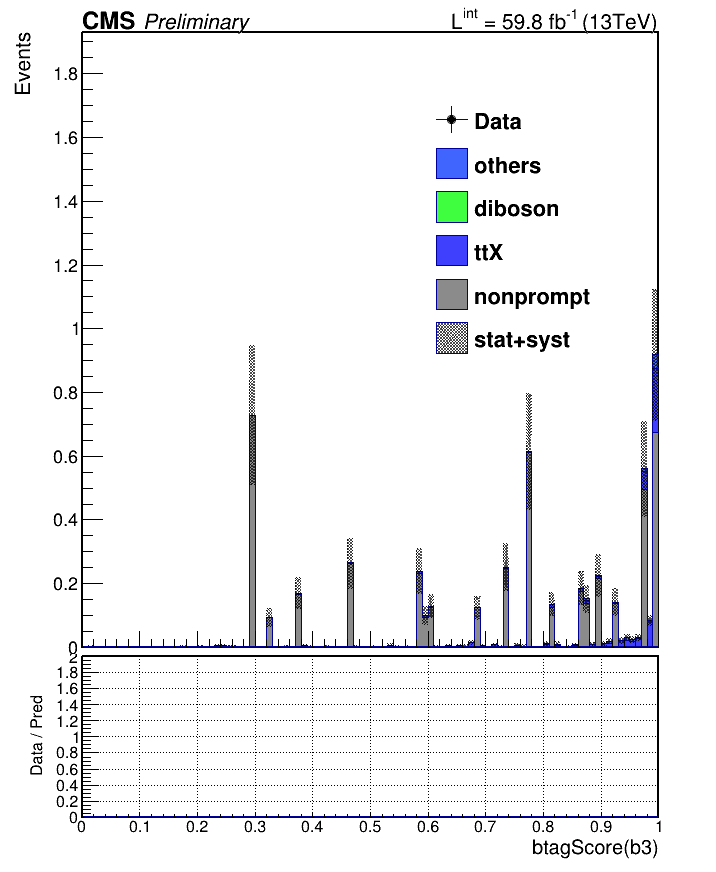 CMS Preliminary
L^int = 59.8 fb^-1 (13TeV)
Events
1.8
1.6
1.4
1.2
1
0.8
0.6
0.4
0.2
0
Data
others
diboson
ttX
nonprompt
stat+syst
Data / Pred
2
1.8
1.6
1.4
1.2
1
0.8
0.6
0.4
0.2
0
0 0.1 0.2 0.3 0.4 0.5 0.6 0.7 0.8 0.9 1
btagScore(b3)